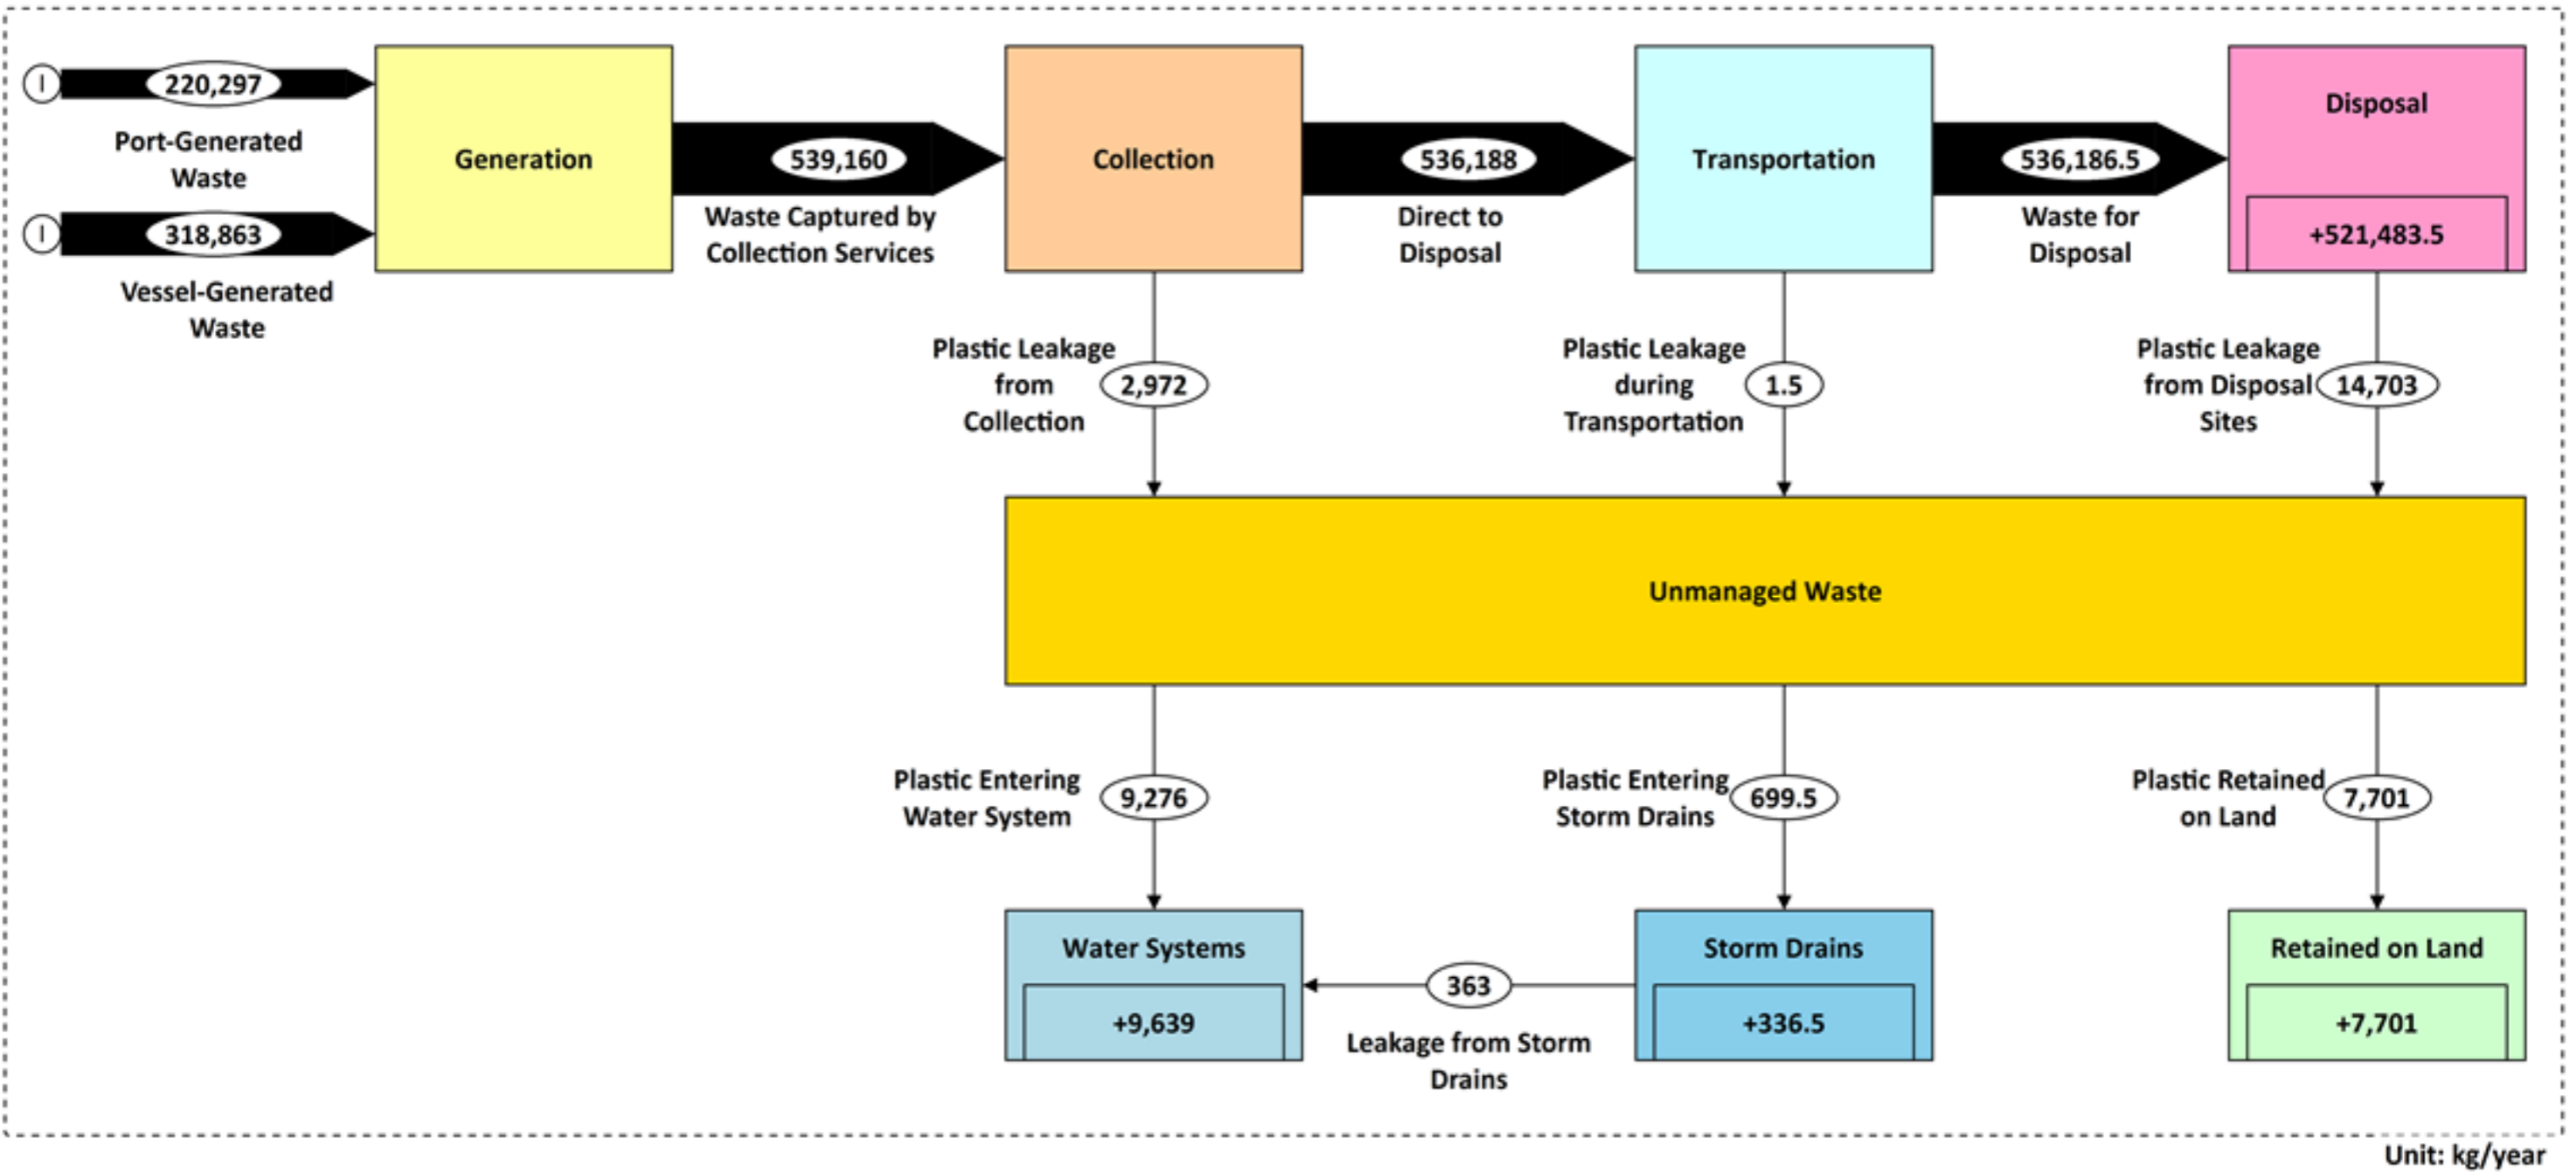 I
220,297
Port-Generated
Waste
I
318,863
Vessel-Generated
Waste
Generation
539,160
Waste Captured by
Collection Services
Collection
536,188
Direct to
Disposal
Transportation
536,186.5
Waste for
Disposal
Disposal
+521,483.5
Plastic Leakage
from
Collection
2,972
Plastic Leakage
during
Transportation
1.5
Plastic Leakage
from Disposal
Sites
14,703
Unmanaged Waste
Plastic Entering
Water System
9,276
Plastic Entering
Storm Drains
699.5
Plastic Retained
on Land
7,701
Water Systems
+9,639
363
Leakage from Storm
Drains
Storm Drains
+336.5
Retained on Land
+7,701
Unit: kg/year